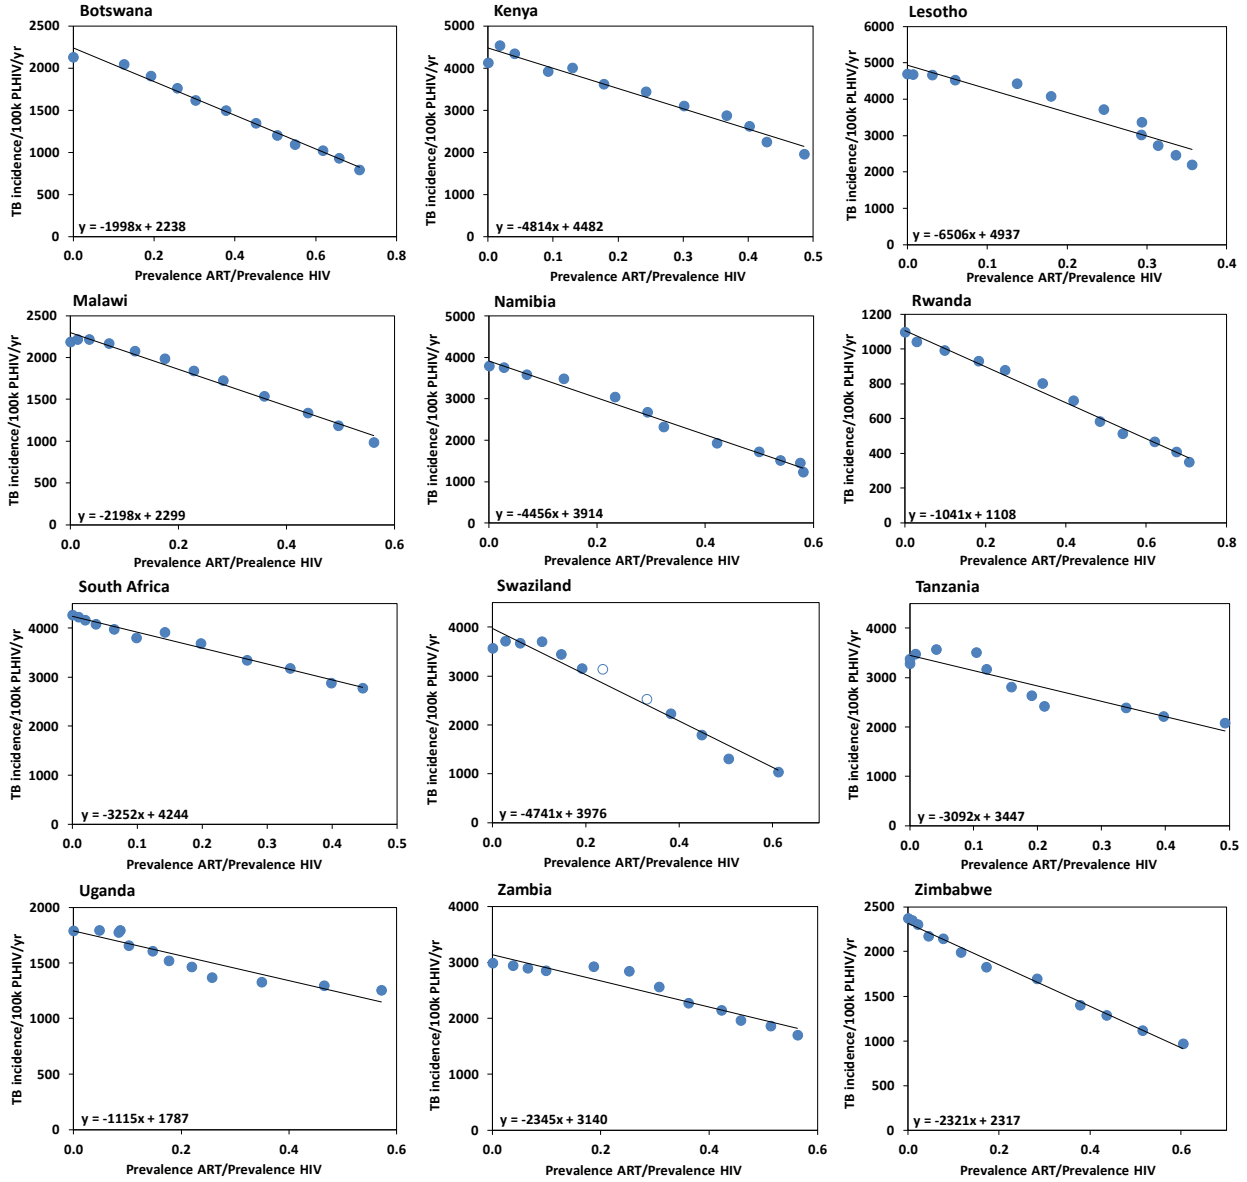 Botswana
TB incidence/100k PLHIV/yr
2500
2000
1500
1000
500
0
y = -1998x + 2238
0.0 0.2 0.4 0.6 0.8
Prevalence ART/Prevalence HIV
Kenya
TB incidence/100k PLHIV/yr
5000
4000
3000
2000
1000
0
y = -4814x + 4482
0.0 0.1 0.2 0.3 0.4 0.5
Prevalence ART/Prevalence HIV
Lesotho
TB incidence/100k PLHIV/yr
6000
5000
4000
3000
2000
1000
0
y = -6506x + 4937
0.0 0.1 0.2 0.3 0.4
Prevalence ART/Prevalence HIV
Malawi
TB incidence/100k PLHIV/yr
2500
2000
1500
1000
500
0
y = -2198x + 2299
0.0 0.2 0.4 0.6
Prevalence ART/Prevalence HIV
Namibia
TB incidence/100k PLHIV/yr
5000
4000
3000
2000
1000
0
y = -4456x + 3914
0.0 0.2 0.4 0.6
Prevalence ART/Prevalence HIV
Rwanda
TB incidence/100k PLHIV/yr
1200
1000
800
600
400
200
0
y = -1041x + 1108
0.0 0.2 0.4 0.6 0.8
Prevalence ART/Prevalence HIV
South Africa
TB incidence/100k PLHIV/yr
4000
3000
2000
1000
0
y = -3252x + 4244
0.0 0.1 0.2 0.3 0.4 0.5
Prevalence ART/Prevalence HIV
Swaziland
TB incidence/100k PLHIV/yr
4000
3000
2000
1000
0
y = -4741x + 3976
0.0 0.2 0.4 0.6
Prevalence ART/Prevalence HIV
Tanzania
TB incidence/100k PLHIV/yr
4000
3000
2000
1000
0
y = -3092x + 3447
0.0 0.1 0.2 0.3 0.4 0.5
Prevalence ART/Prevalence HIV
Uganda
TB incidence/100k PLHIV/yr
2000
1500
1000
500
0
y = -1115x + 1787
0.0 0.2 0.4 0.6
Prevalence ART/Prevalence HIV
Zambia
TB incidence/100k PLHIV/yr
4000
3000
2000
1000
0
y = -2345x + 3140
0.0 0.2 0.4 0.6
Prevalence ART/Prevalence HIV
Zimbabwe
TB incidence/100k PLHIV/yr
2500
2000
1500
1000
500
0
y = -2321x + 2317
0.0 0.2 0.4 0.6
Prevalence ART/Prevalence HIV